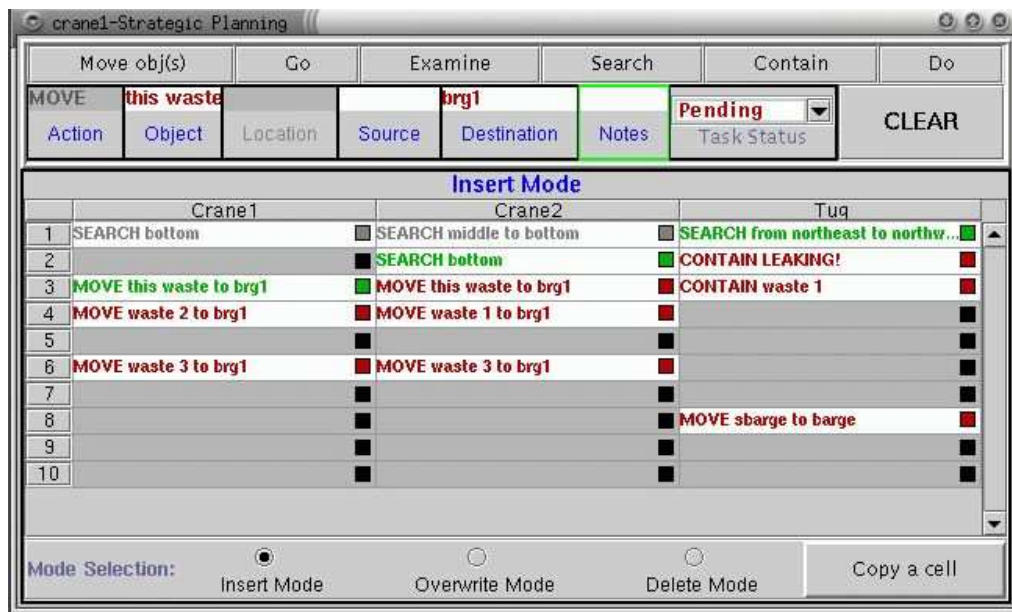 crane1-Strategic Planning
Move obj(s) Go Examine Search Contain Do
MOVE this waste brg1 Pending CLEAR
Action Object Location Source Destination Notes Task Status
Insert Mode
Crane1 Crane2 Tug
1 SEARCH bottom SEARCH middle to bottom SEARCH from northeast to northw...
2 SEARCH bottom CONTAIN LEAKING!
3 MOVE this waste to brg1 MOVE this waste to brg1 CONTAIN waste 1
4 MOVE waste 2 to brg1 MOVE waste 1 to brg1
5
6 MOVE waste 3 to brg1 MOVE waste 3 to brg1
7
8 MOVE sbarge to barge
9
10
Mode Selection: Insert Mode Overwrite Mode Delete Mode Copy a cell